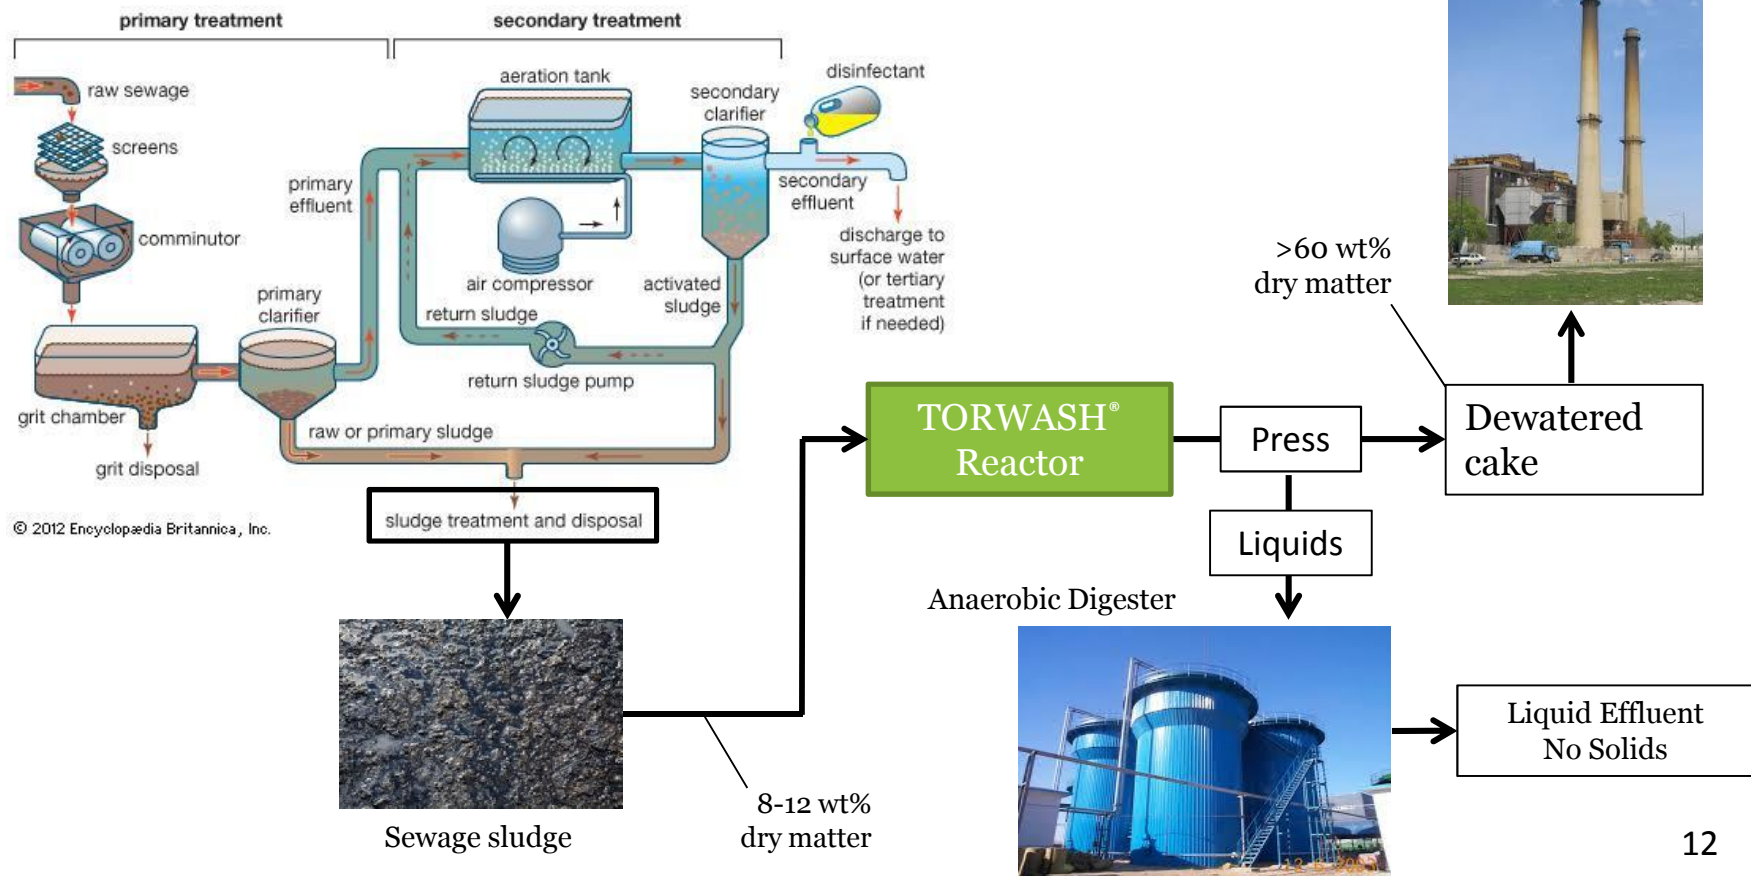 primary treatment
secondary treatment
raw sewage
screens
comminutor
grit chamber
grit disposal
primary
clarifier
primary
effluent
raw or primary sludge
aeration tank
air compressor
return sludge
return sludge pump
secondary
clarifier
activated
sludge
disinfectant
secondary
effluent
discharge to
surface water
(or tertiary
treatment
if needed)
sludge treatment and disposal
© 2012 Encyclopædia Britannica, Inc.
Sewage sludge
8-12 wt%
dry matter
TORWASH®
Reactor
Press
Liquids
>60 wt%
dry matter
Dewatered
cake
Anaerobic Digester
Liquid Effluent
No Solids
12